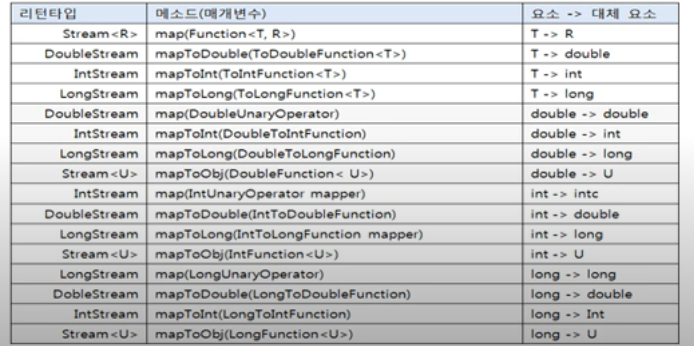 리턴타입 메소드(매개변수) 요소 -> 대체 요소
Stream<R> map(Function<T, R>) T -> R
DoubleStream mapToDouble(ToDoubleFunction<T>) T -> double
IntStream mapToInt(ToIntFunction<T>) T -> int
LongStream mapToLong(ToLongFunction<T>) T -> long
DoubleStream map(DoubleUnaryOperator) double -> double
IntStream mapToInt(DoubleToIntFunction) double -> int
LongStream mapToLong(DoubleToLongFunction) double -> long
Stream<U> mapToObj(DoubleFunction< U>) double -> U
IntStream map(IntUnaryOperator mapper) int -> intc
DoubleStream mapToDouble(IntToDoubleFunction) int -> double
LongStream mapToLong(IntToLongFunction mapper) int -> long
Stream<U> mapToObj(IntFunction<U>) int -> U
LongStream map(LongUnaryOperator) long -> long
DobleStream mapToDouble(LongToDoubleFunction) long -> double
IntStream mapToInt(LongToIntFunction) long -> Int
Stream<U> mapToObj(LongFunction<U>) long -> U